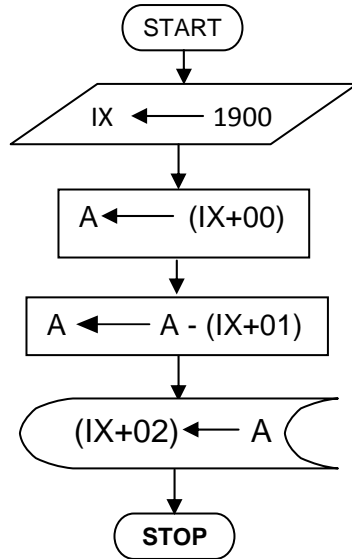 START
IX ← 1900
A ← (IX+00)
A ← A - (IX+01)
(IX+02) ← A
STOP